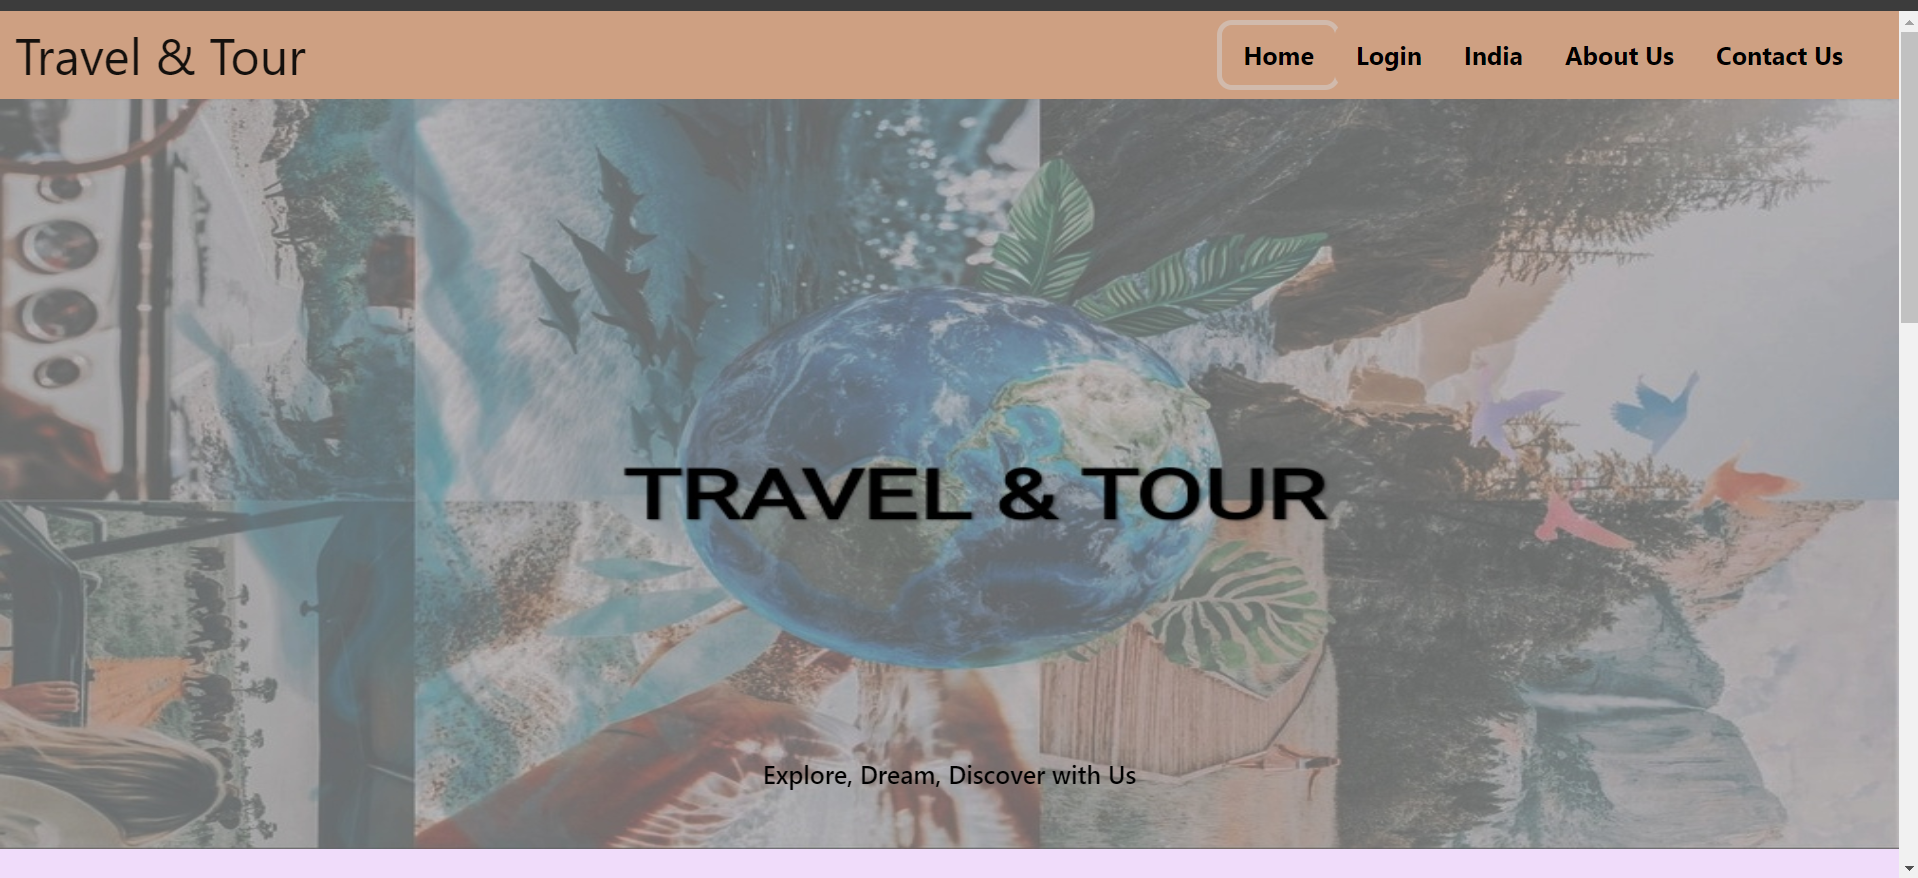 Travel & Tour
Home Login India About Us Contact Us
TRAVEL & TOUR
Explore, Dream, Discover with Us